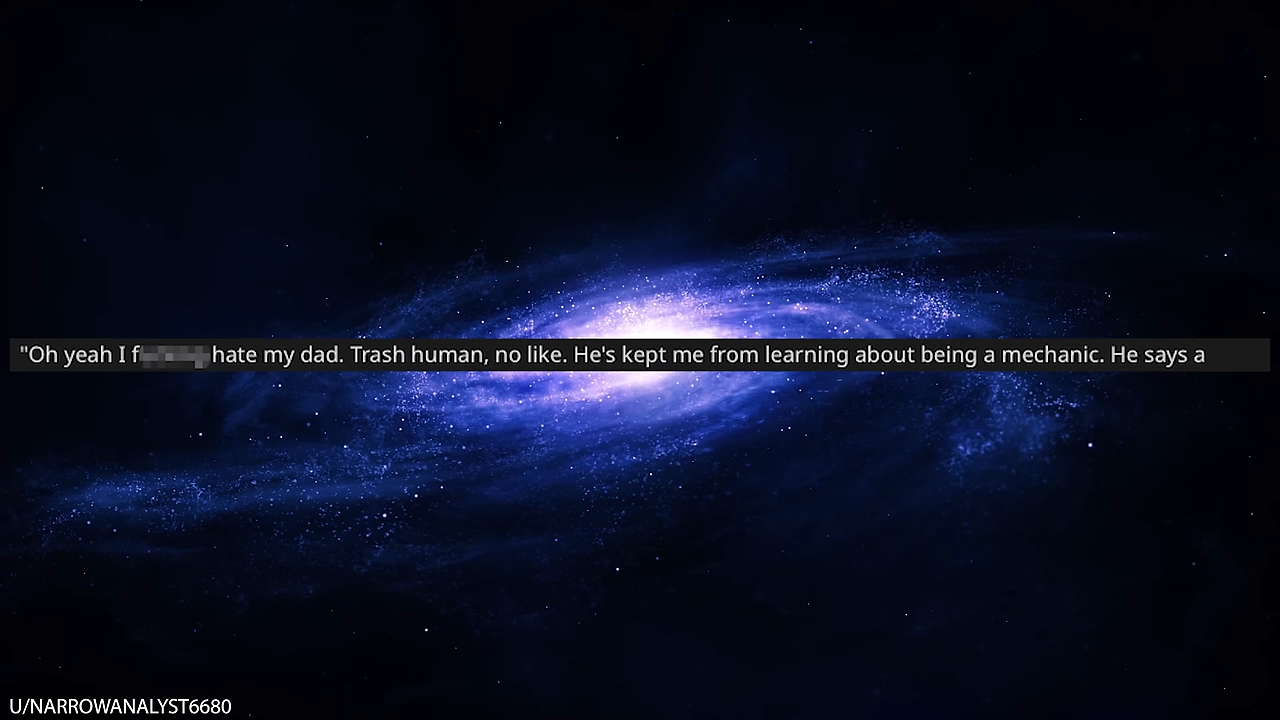 "Oh yeah I f hate my dad. Trash human, no like. He's kept me from learning about being a mechanic. He says a
U/NARROWANALYST6680